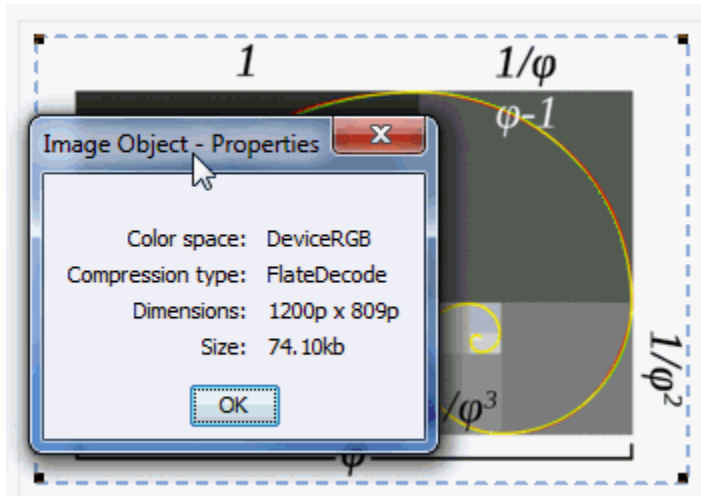 1 1/φ
φ-1
Image Object - Properties
Color space: DeviceRGB
Compression type: FlateDecode
Dimensions: 1200p x 809p
Size: 74.10kb
OK
1/φ²
/φ³
φ